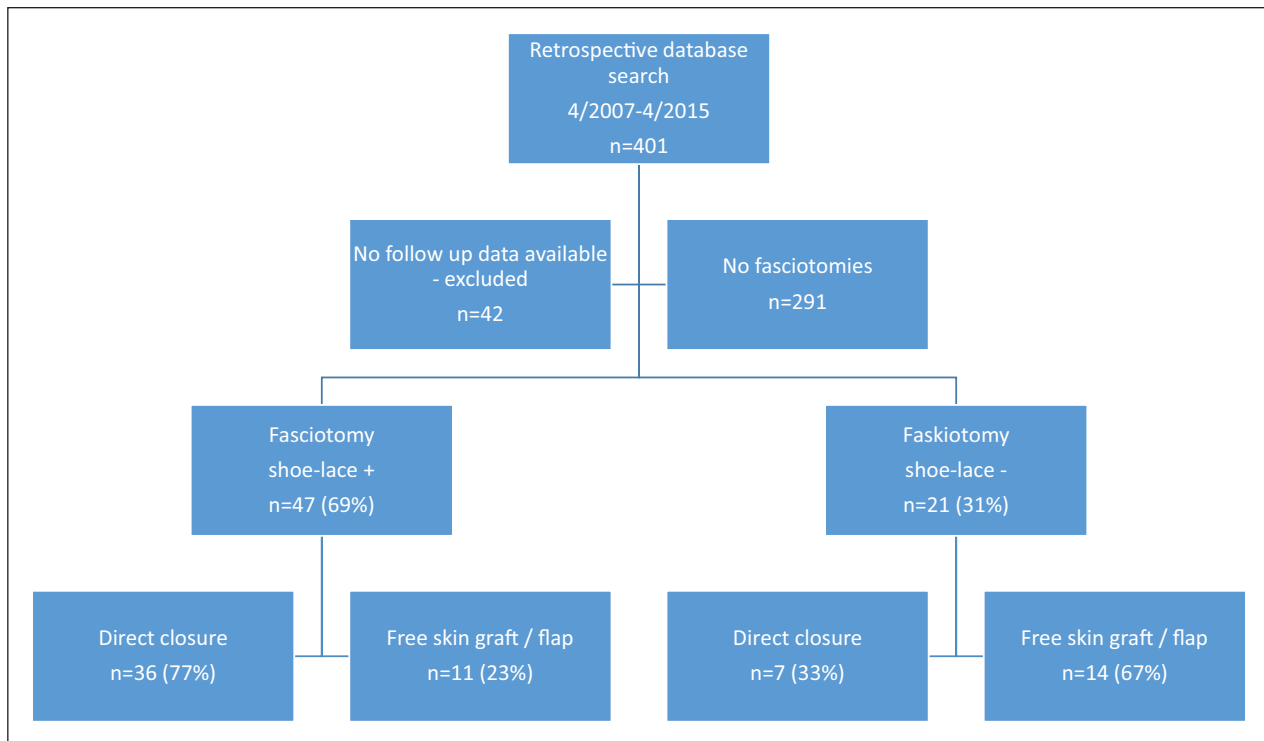 Retrospective database
search
4/2007-4/2015
n=401
No follow up data available
- excluded
n=42
No fasciotomies
n=291
Fasciotomy
shoe-lace +
n=47 (69%)
Faskiotomy
shoe-lace -
n=21 (31%)
Direct closure
n=36 (77%)
Free skin graft / flap
n=11 (23%)
Direct closure
n=7 (33%)
Free skin graft / flap
n=14 (67%)